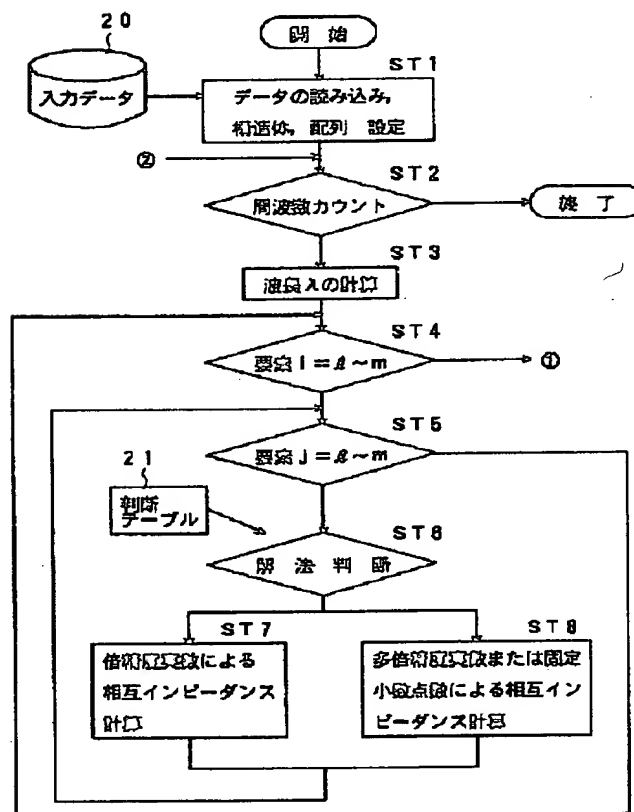 20
開始
ST1
入力データ
データの読み込み,
構造体,配列 設定
②
ST2
周波数カウント
終了
ST3
波長λの計算
ST4
要素i=ℓ~m
①
ST5
要素j=ℓ~m
21
判断
テーブル
ST6
解法判断
ST7
ST8
倍精度実数による
相互インピーダンス
計算
多倍精度実数または固定
小数点数による相互イン
ピーダンス計算